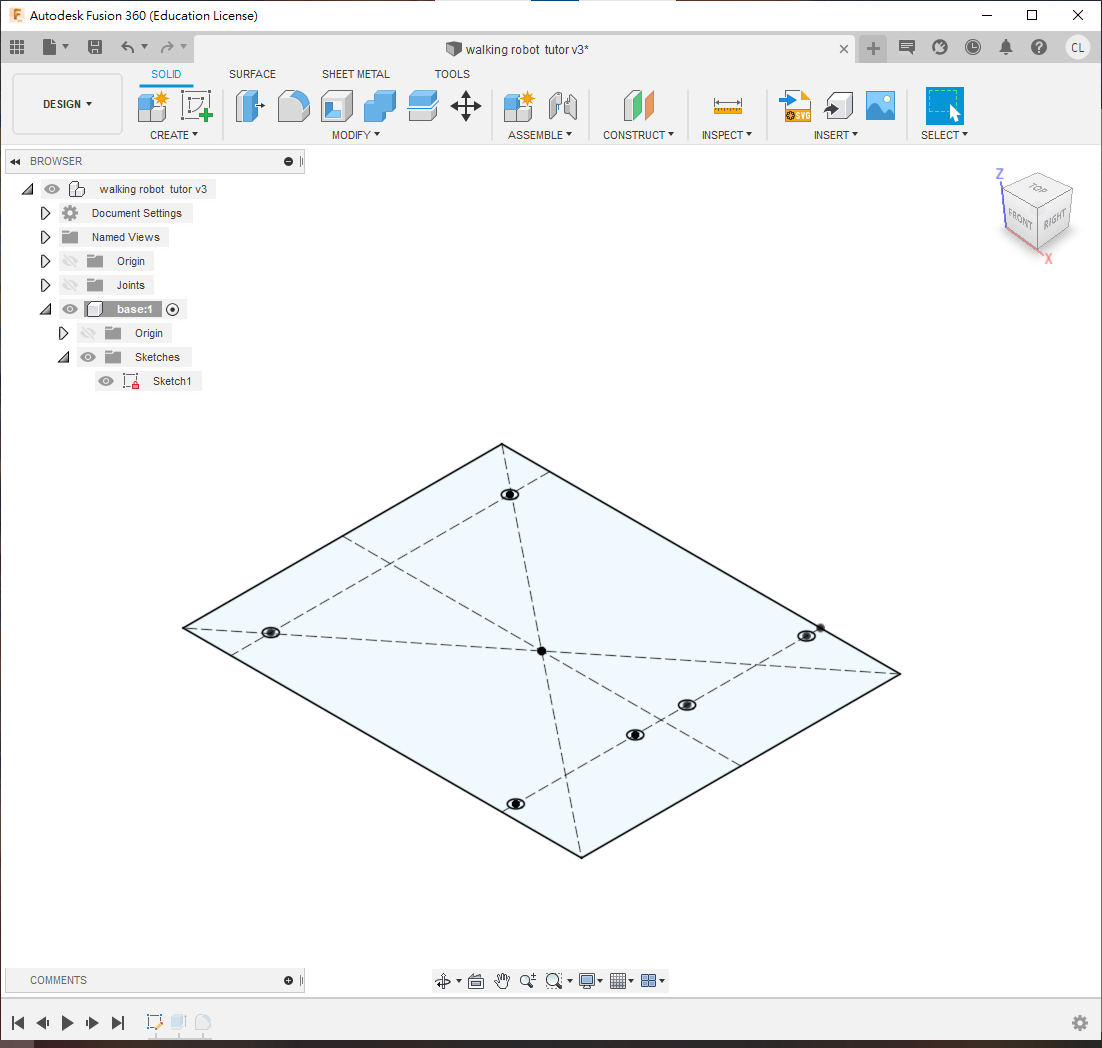 Autodesk Fusion 360 (Education License)
walking robot tutor v3*
CL
SOLID SURFACE SHEET METAL TOOLS
DESIGN
SVG
CREATE MODIFY ASSEMBLE CONSTRUCT INSPECT INSERT SELECT
BROWSER
walking robot tutor v3
Document Settings
Named Views
Origin
Joints
base:1
Origin
Sketches
Sketch1
Z
TOP
FRONT
RIGHT
X
COMMENTS